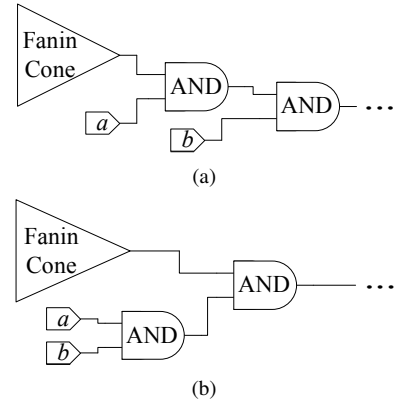 Fanin
Cone
AND
a
AND
b
...
(a)
Fanin
Cone
AND
...
a
AND
b
(b)